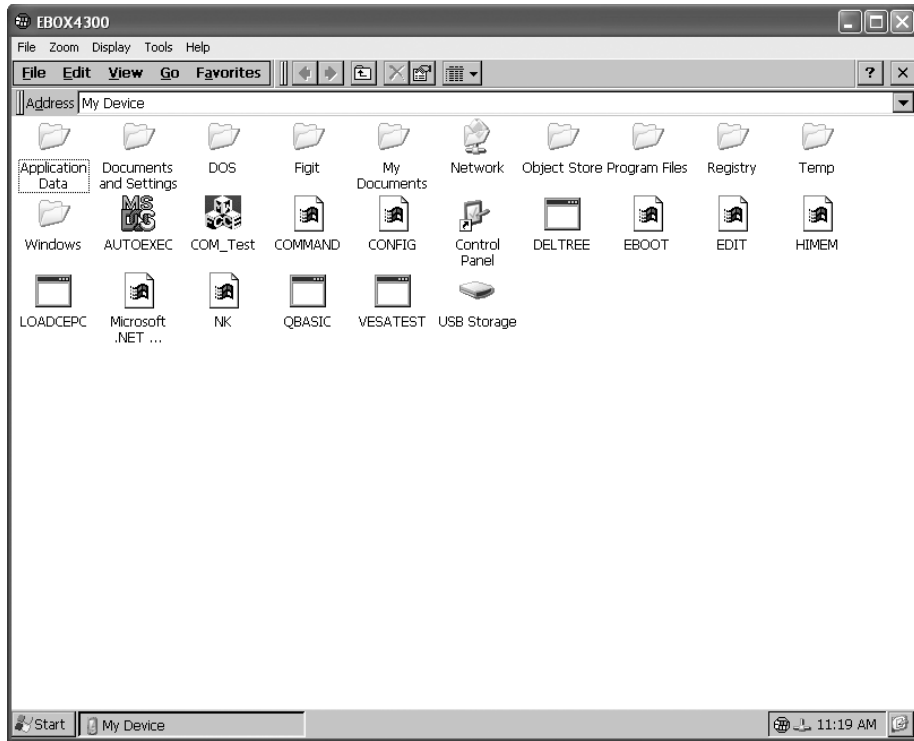 EBOX4300
File Zoom Display Tools Help
File Edit View Go Favorites ?
Address My Device
Application Data Documents and Settings DOS Figit My Documents Network Object Store Program Files Registry Temp
Windows AUTOEXEC COM_Test COMMAND CONFIG Control Panel DELTREE EBOOT EDIT HIMEM
LOADCEPC Microsoft .NET ... NK QBASIC VESATEST USB Storage
Start My Device 11:19 AM